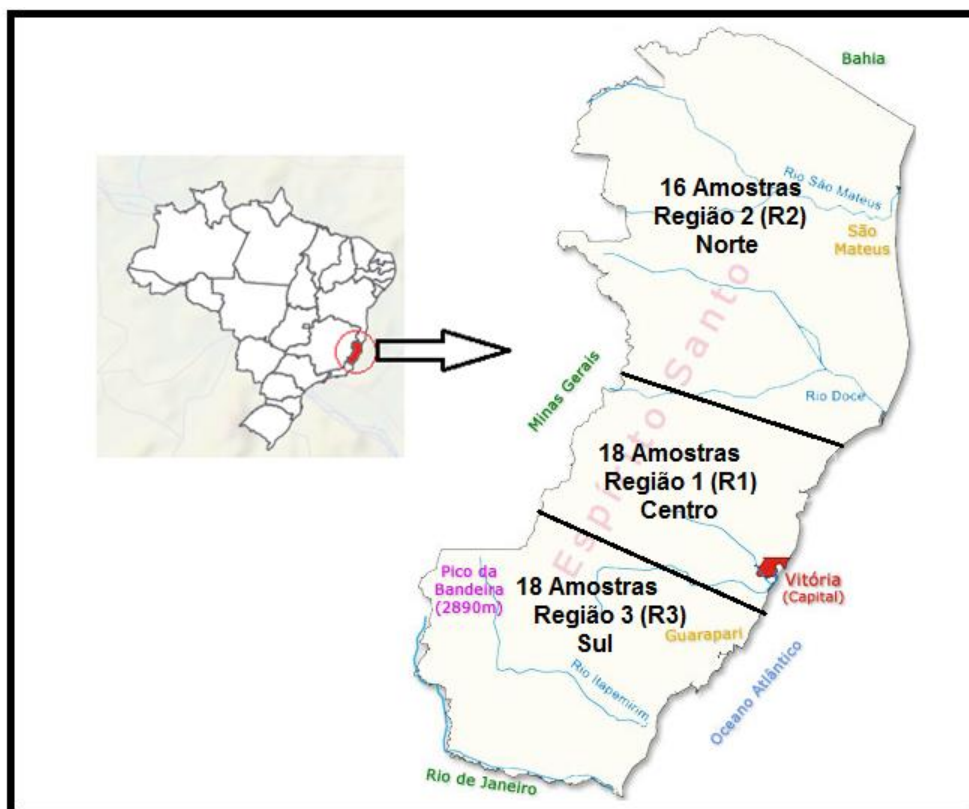 Bahia
Rio São Mateus
16 Amostras
Região 2 (R2)
Norte
São
Mateus
Espírito Santo
Minas Gerais
Rio Doce
18 Amostras
Região 1 (R1)
Centro
Pico da
Bandeira
(2890m)
18 Amostras
Região 3 (R3)
Sul
Vitória
(Capital)
Guarapari
Rio Itapemirim
Oceano Atlântico
Rio de Janeiro